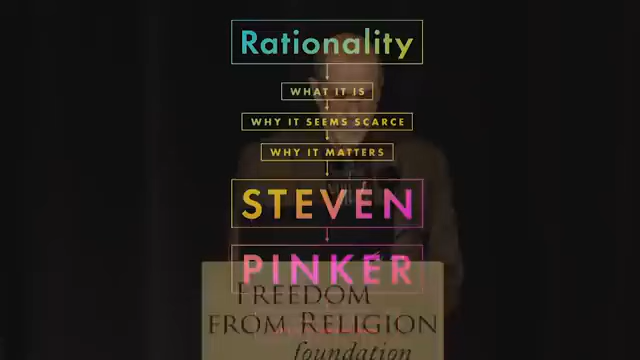 Rationality
WHAT IT IS
WHY IT SEEMS SCARCE
WHY IT MATTERS
STEVEN
PINKER
FREEDOM
FROM RELIGION
foundation